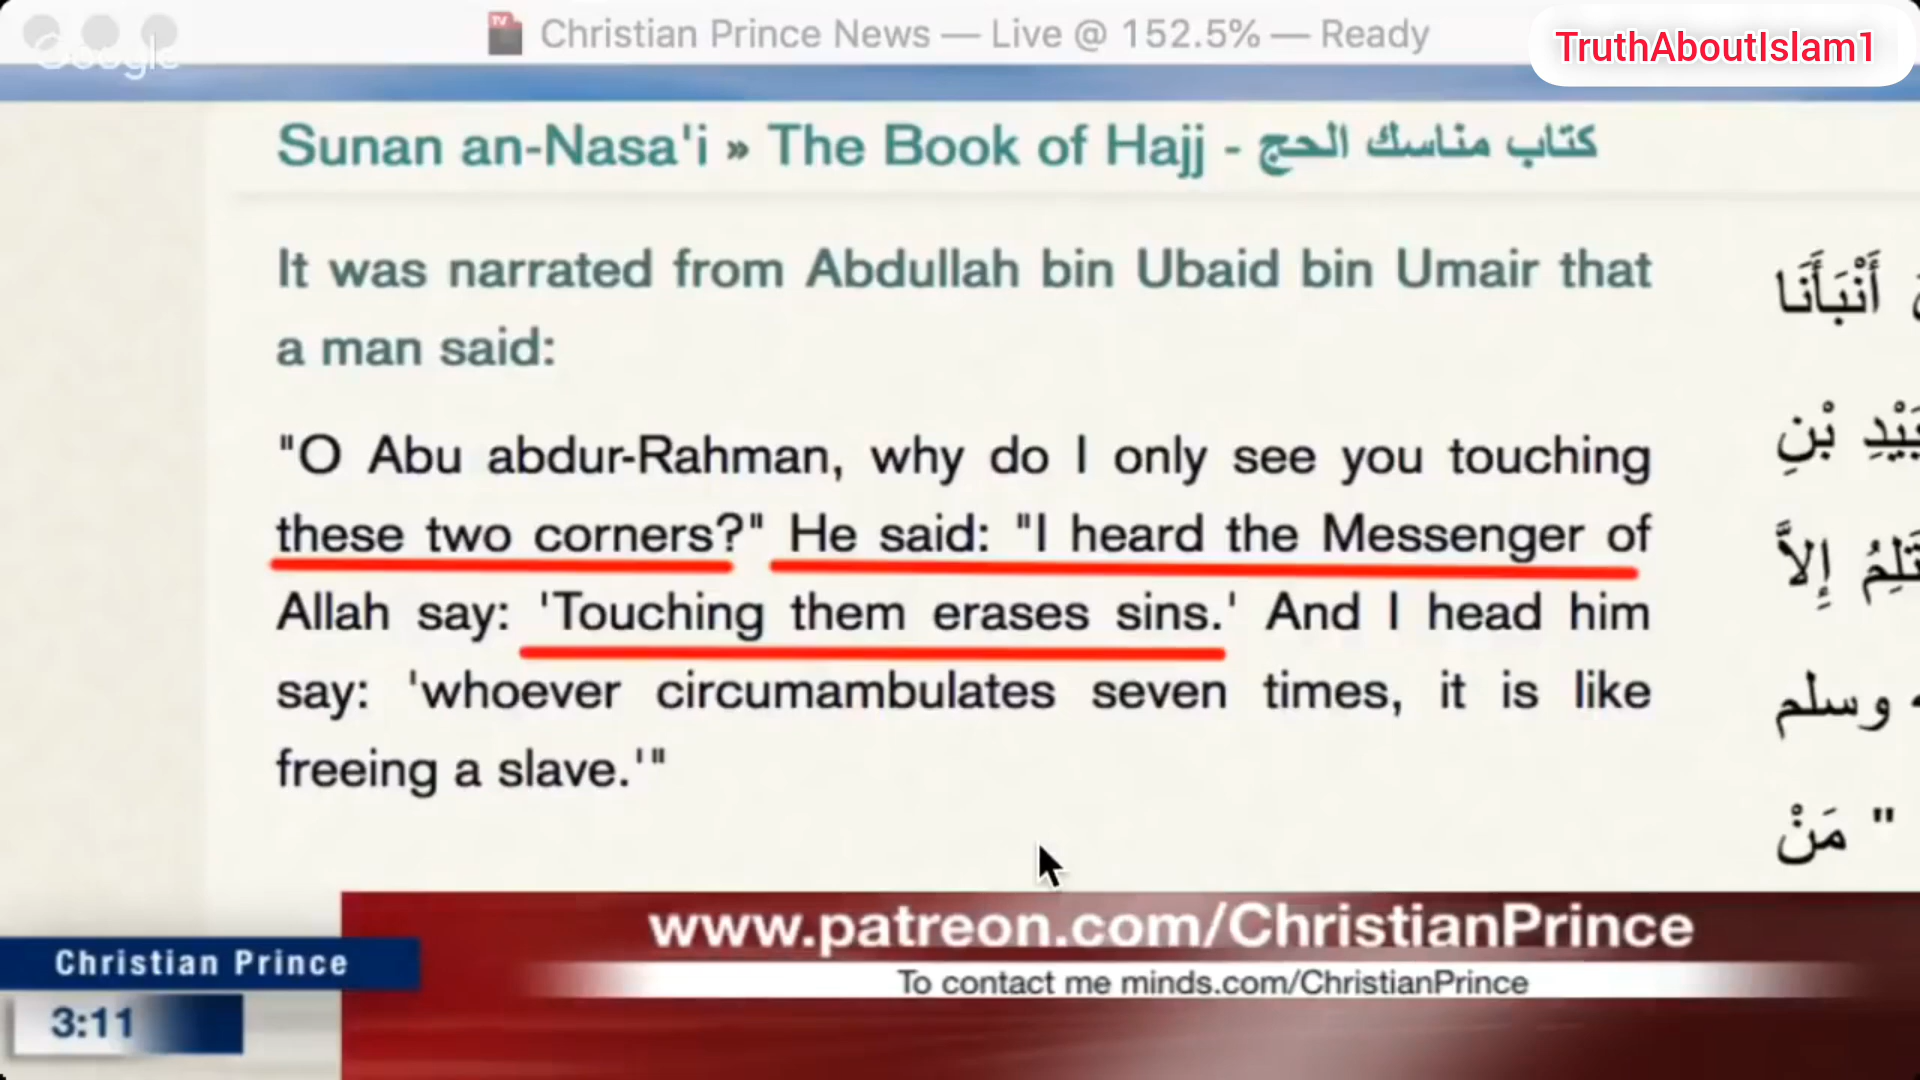 Google
Christian Prince News — Live @ 152.5% — Ready
TruthAboutIslam1
Sunan an-Nasa'i » The Book of Hajj - كتاب مناسك الحج
It was narrated from Abdullah bin Ubaid bin Umair that
a man said:
"O Abu abdur-Rahman, why do I only see you touching
these two corners?" He said: "I heard the Messenger of
Allah say: 'Touching them erases sins.' And I head him
say: 'whoever circumambulates seven times, it is like
freeing a slave.'"
أَنْبَأَنَا
بْنِ
إِلاَّ
وسلم
" مَنْ
www.patreon.com/ChristianPrince
To contact me minds.com/ChristianPrince
Christian Prince
3:11